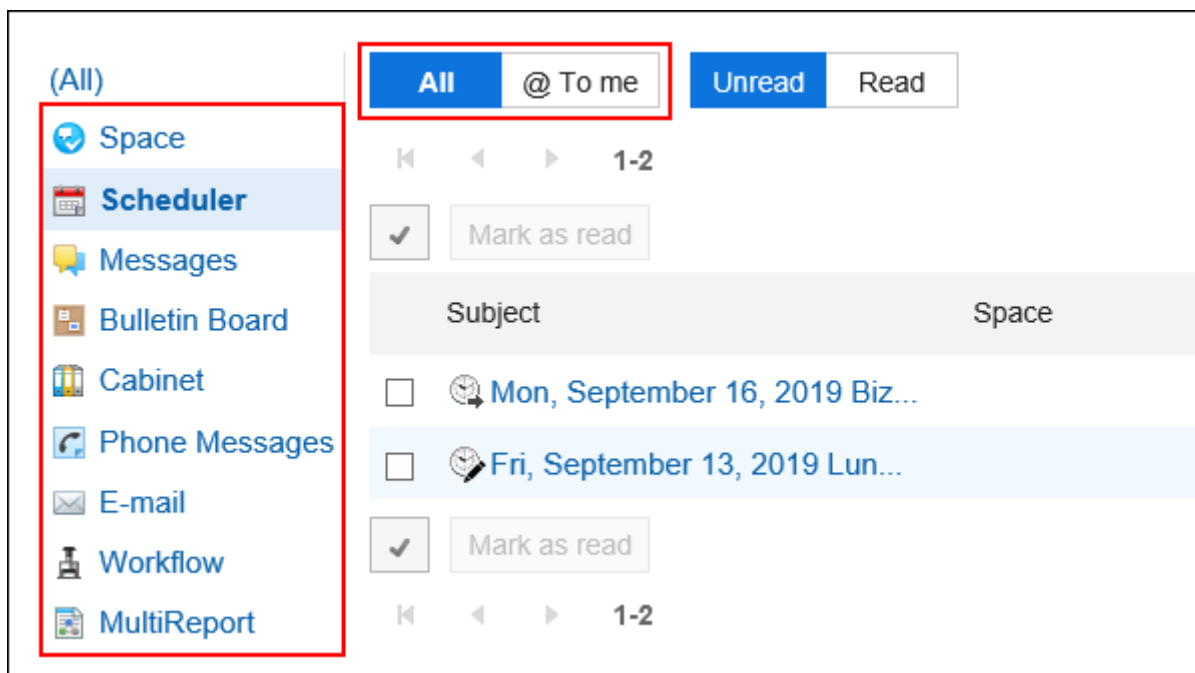 (All)
Space
Scheduler
Messages
Bulletin Board
Cabinet
Phone Messages
E-mail
Workflow
MultiReport
All @ To me Unread Read
1-2
Mark as read
Subject Space
Mon, September 16, 2019 Biz...
Fri, September 13, 2019 Lun...
Mark as read
1-2